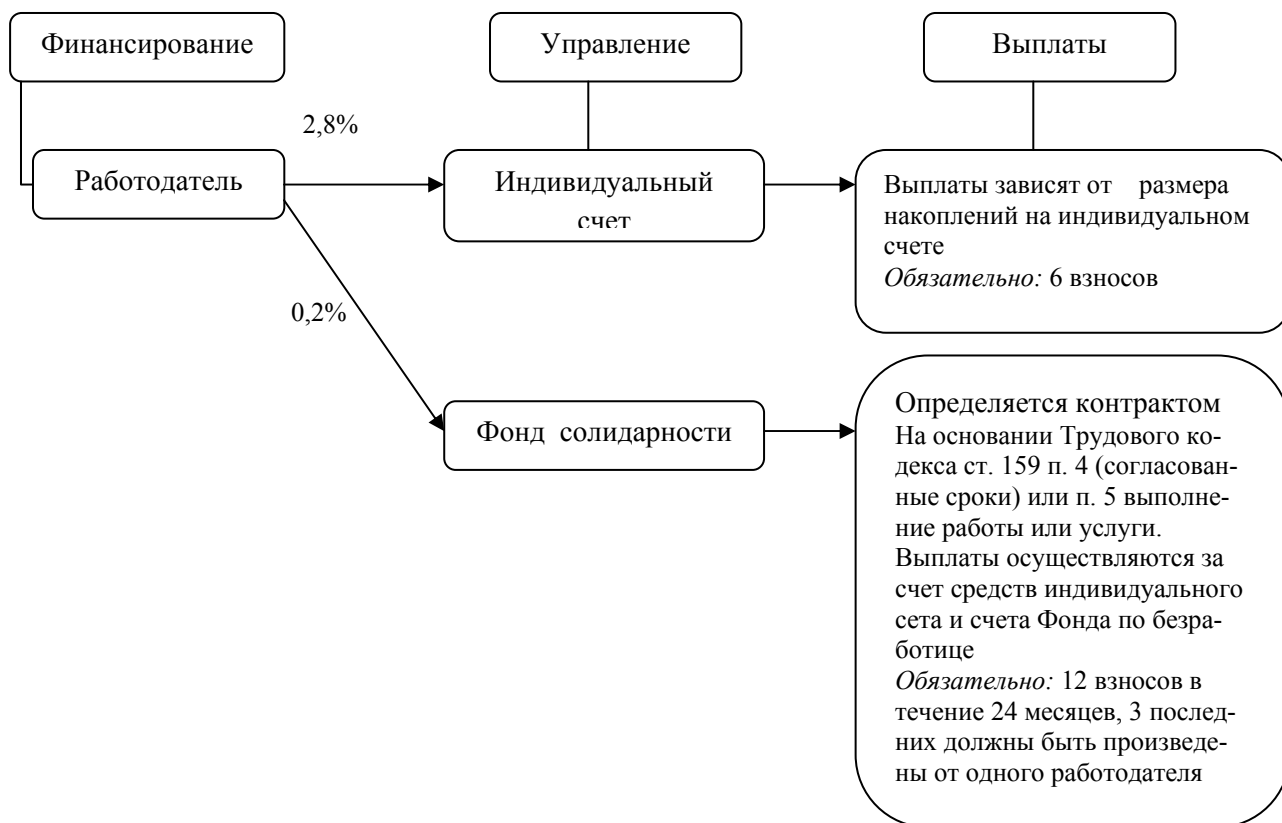 Финансирование
Управление
Выплаты
2,8%
Работодатель
Индивидуальный
счет
Выплаты зависят от размера
накоплений на индивидуальном
счете
Обязательно: 6 взносов
0,2%
Фонд солидарности
Определяется контрактом
На основании Трудового ко-
декса ст. 159 п. 4 (согласован-
ные сроки) или п. 5 выполне-
ние работы или услуги.
Выплаты осуществляются за
счет средств индивидуального
сета и счета Фонда по безра-
ботице
Обязательно: 12 взносов в
течение 24 месяцев, 3 послед-
них должны быть произведе-
ны от одного работодателя